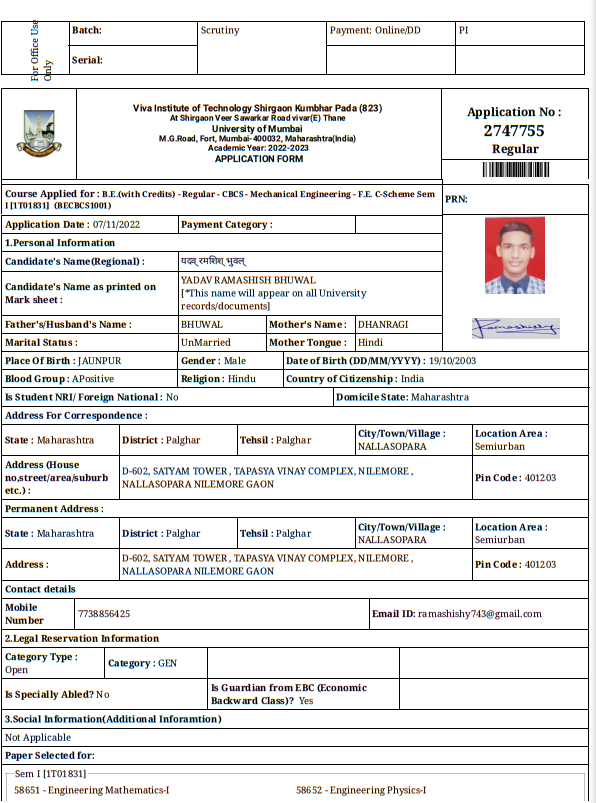 For Office Use Only
Batch:
Serial:
Scrutiny
Payment: Online/DD
PI
Viva Institute of Technology Shirgaon Kumbhar Pada (823)
At Shirgaon Veer Sawarkar Road vivar(E) Thane
University of Mumbai
M.G.Road, Fort, Mumbai-400032, Maharashtra(India)
Academic Year: 2022-2023
APPLICATION FORM
Application No :
2747755
Regular
Course Applied for : B.E.(with Credits) - Regular - CBCS - Mechanical Engineering - F.E. C-Scheme Sem
I [1T01831] (BECBCS1001)
PRN:
Application Date : 07/11/2022
Payment Category :
1.Personal Information
Candidate's Name(Regional) : यदव् रमशिश् भुवल्
Candidate's Name as printed on
Mark sheet :
YADAV RAMASHISH BHUWAL
[*This name will appear on all University
records/documents]
Ramashishy
Father's/Husband's Name : BHUWAL Mother's Name : DHANRAGI
Marital Status : UnMarried Mother Tongue : Hindi
Place Of Birth : JAUNPUR Gender : Male Date of Birth (DD/MM/YYYY) : 19/10/2003
Blood Group : APositive Religion : Hindu Country of Citizenship : India
Is Student NRI/ Foreign National : No Domicile State: Maharashtra
Address For Correspondence :
State : Maharashtra District : Palghar Tehsil : Palghar
City/Town/Village :
NALLASOPARA
Location Area :
Semiurban
Address (House
no,street/area/suburb
etc.) :
D-602, SATYAM TOWER , TAPASYA VINAY COMPLEX, NILEMORE ,
NALLASOPARA NILEMORE GAON
Pin Code : 401203
Permanent Address :
State : Maharashtra District : Palghar Tehsil : Palghar
City/Town/Village :
NALLASOPARA
Location Area :
Semiurban
Address :
D-602, SATYAM TOWER , TAPASYA VINAY COMPLEX, NILEMORE ,
NALLASOPARA NILEMORE GAON
Pin Code : 401203
Contact details
Mobile
Number
7738856425
Email ID: ramashishy743@gmail.com
2.Legal Reservation Information
Category Type :
Open
Category : GEN
Is Specially Abled? No
Is Guardian from EBC (Economic
Backward Class)? Yes
3.Social Information(Additional Inforamtion)
Not Applicable
Paper Selected for:
Sem I [1T01831]
58651 - Engineering Mathematics-I 58652 - Engineering Physics-I